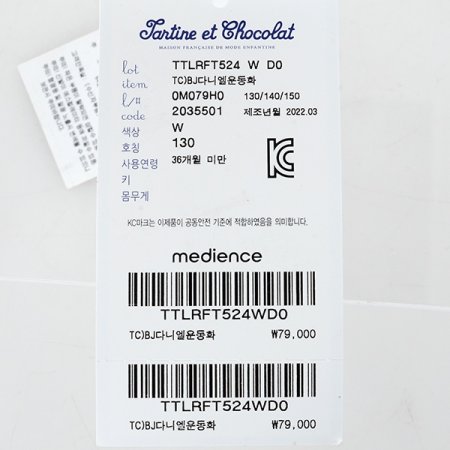 Tartine et Chocolat
MAISON FRANÇAISE DE MODE ENFANTINE
lot TTLRFT524 W D0
item TC)BJ다니엘운동화
l/# 0M079H0 130/140/150
code 2035501 제조년월 2022.03
색상 W
호칭 130
사용연령 36개월 미만
키
몸무게
KC마크는 이제품이 공동안전 기준에 적합하였음을 의미합니다.
medience
TTLRFT524WD0
TC)BJ다니엘운동화 ₩79,000
TTLRFT524WD0
TC)BJ다니엘운동화 ₩79,000